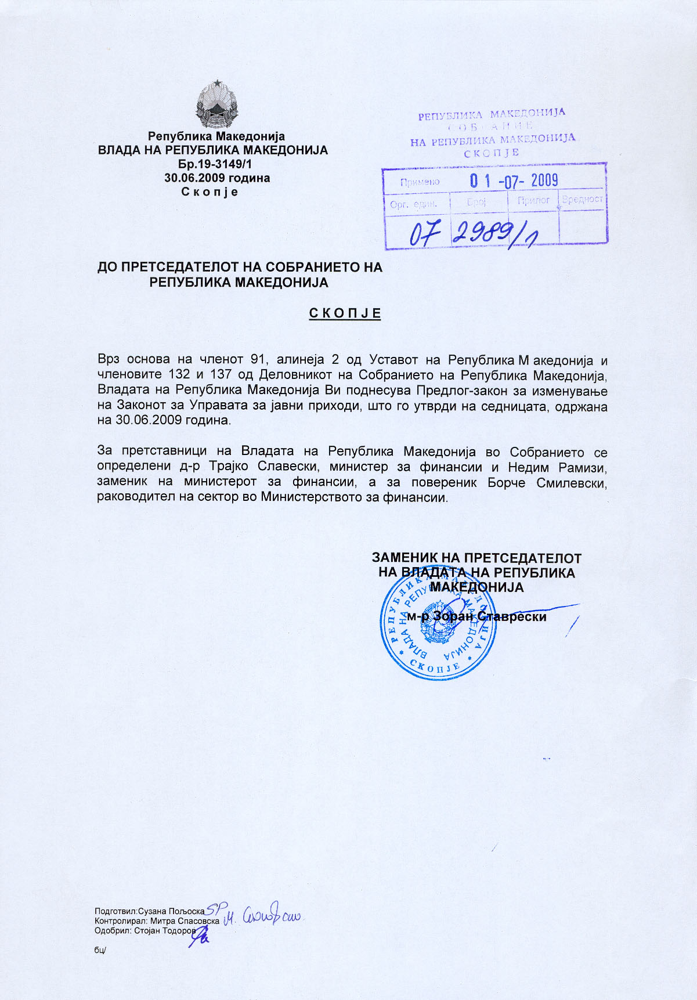 Република Македонија
ВЛАДА НА РЕПУБЛИКА МАКЕДОНИЈА
Бр.19-3149/1
30.06.2009 година
С к о п ј е
РЕПУБЛИКА МАКЕДОНИЈА
СОБРАНИЕ
НА РЕПУБЛИКА МАКЕДОНИЈА
СКОПЈЕ
Примено 01-07-2009
Орг. един. Број Прилог Вредност
07 2989/1
ДО ПРЕТСЕДАТЕЛОТ НА СОБРАНИЕТО НА
РЕПУБЛИКА МАКЕДОНИЈА
С К О П Ј Е
Врз основа на членот 91, алинеја 2 од Уставот на Република М акедонија и
членовите 132 и 137 од Деловникот на Собранието на Република Македонија,
Владата на Република Македонија Ви поднесува Предлог-закон за изменување
на Законот за Управата за јавни приходи, што го утврди на седницата, одржана
на 30.06.2009 година.
За претставници на Владата на Република Македонија во Собранието се
определени д-р Трајко Славески, министер за финансии и Недим Рамизи,
заменик на министерот за финансии, а за повереник Борче Смилевски,
раководител на сектор во Министерството за финансии.
ЗАМЕНИК НА ПРЕТСЕДАТЕЛОТ
НА ВЛАДАТА НА РЕПУБЛИКА
МАКЕДОНИЈА
м-р Зоран Ставрески
РЕПУБЛИКА МАКЕДОНИЈА
ВЛАДА НА РЕПУБЛИКА МАКЕДОНИЈА
* СКОПЈЕ *
Подготвил:Сузана Пољоска
Контролирал: Митра Спасовска
Одобрил: Стојан Тодоров
бц/